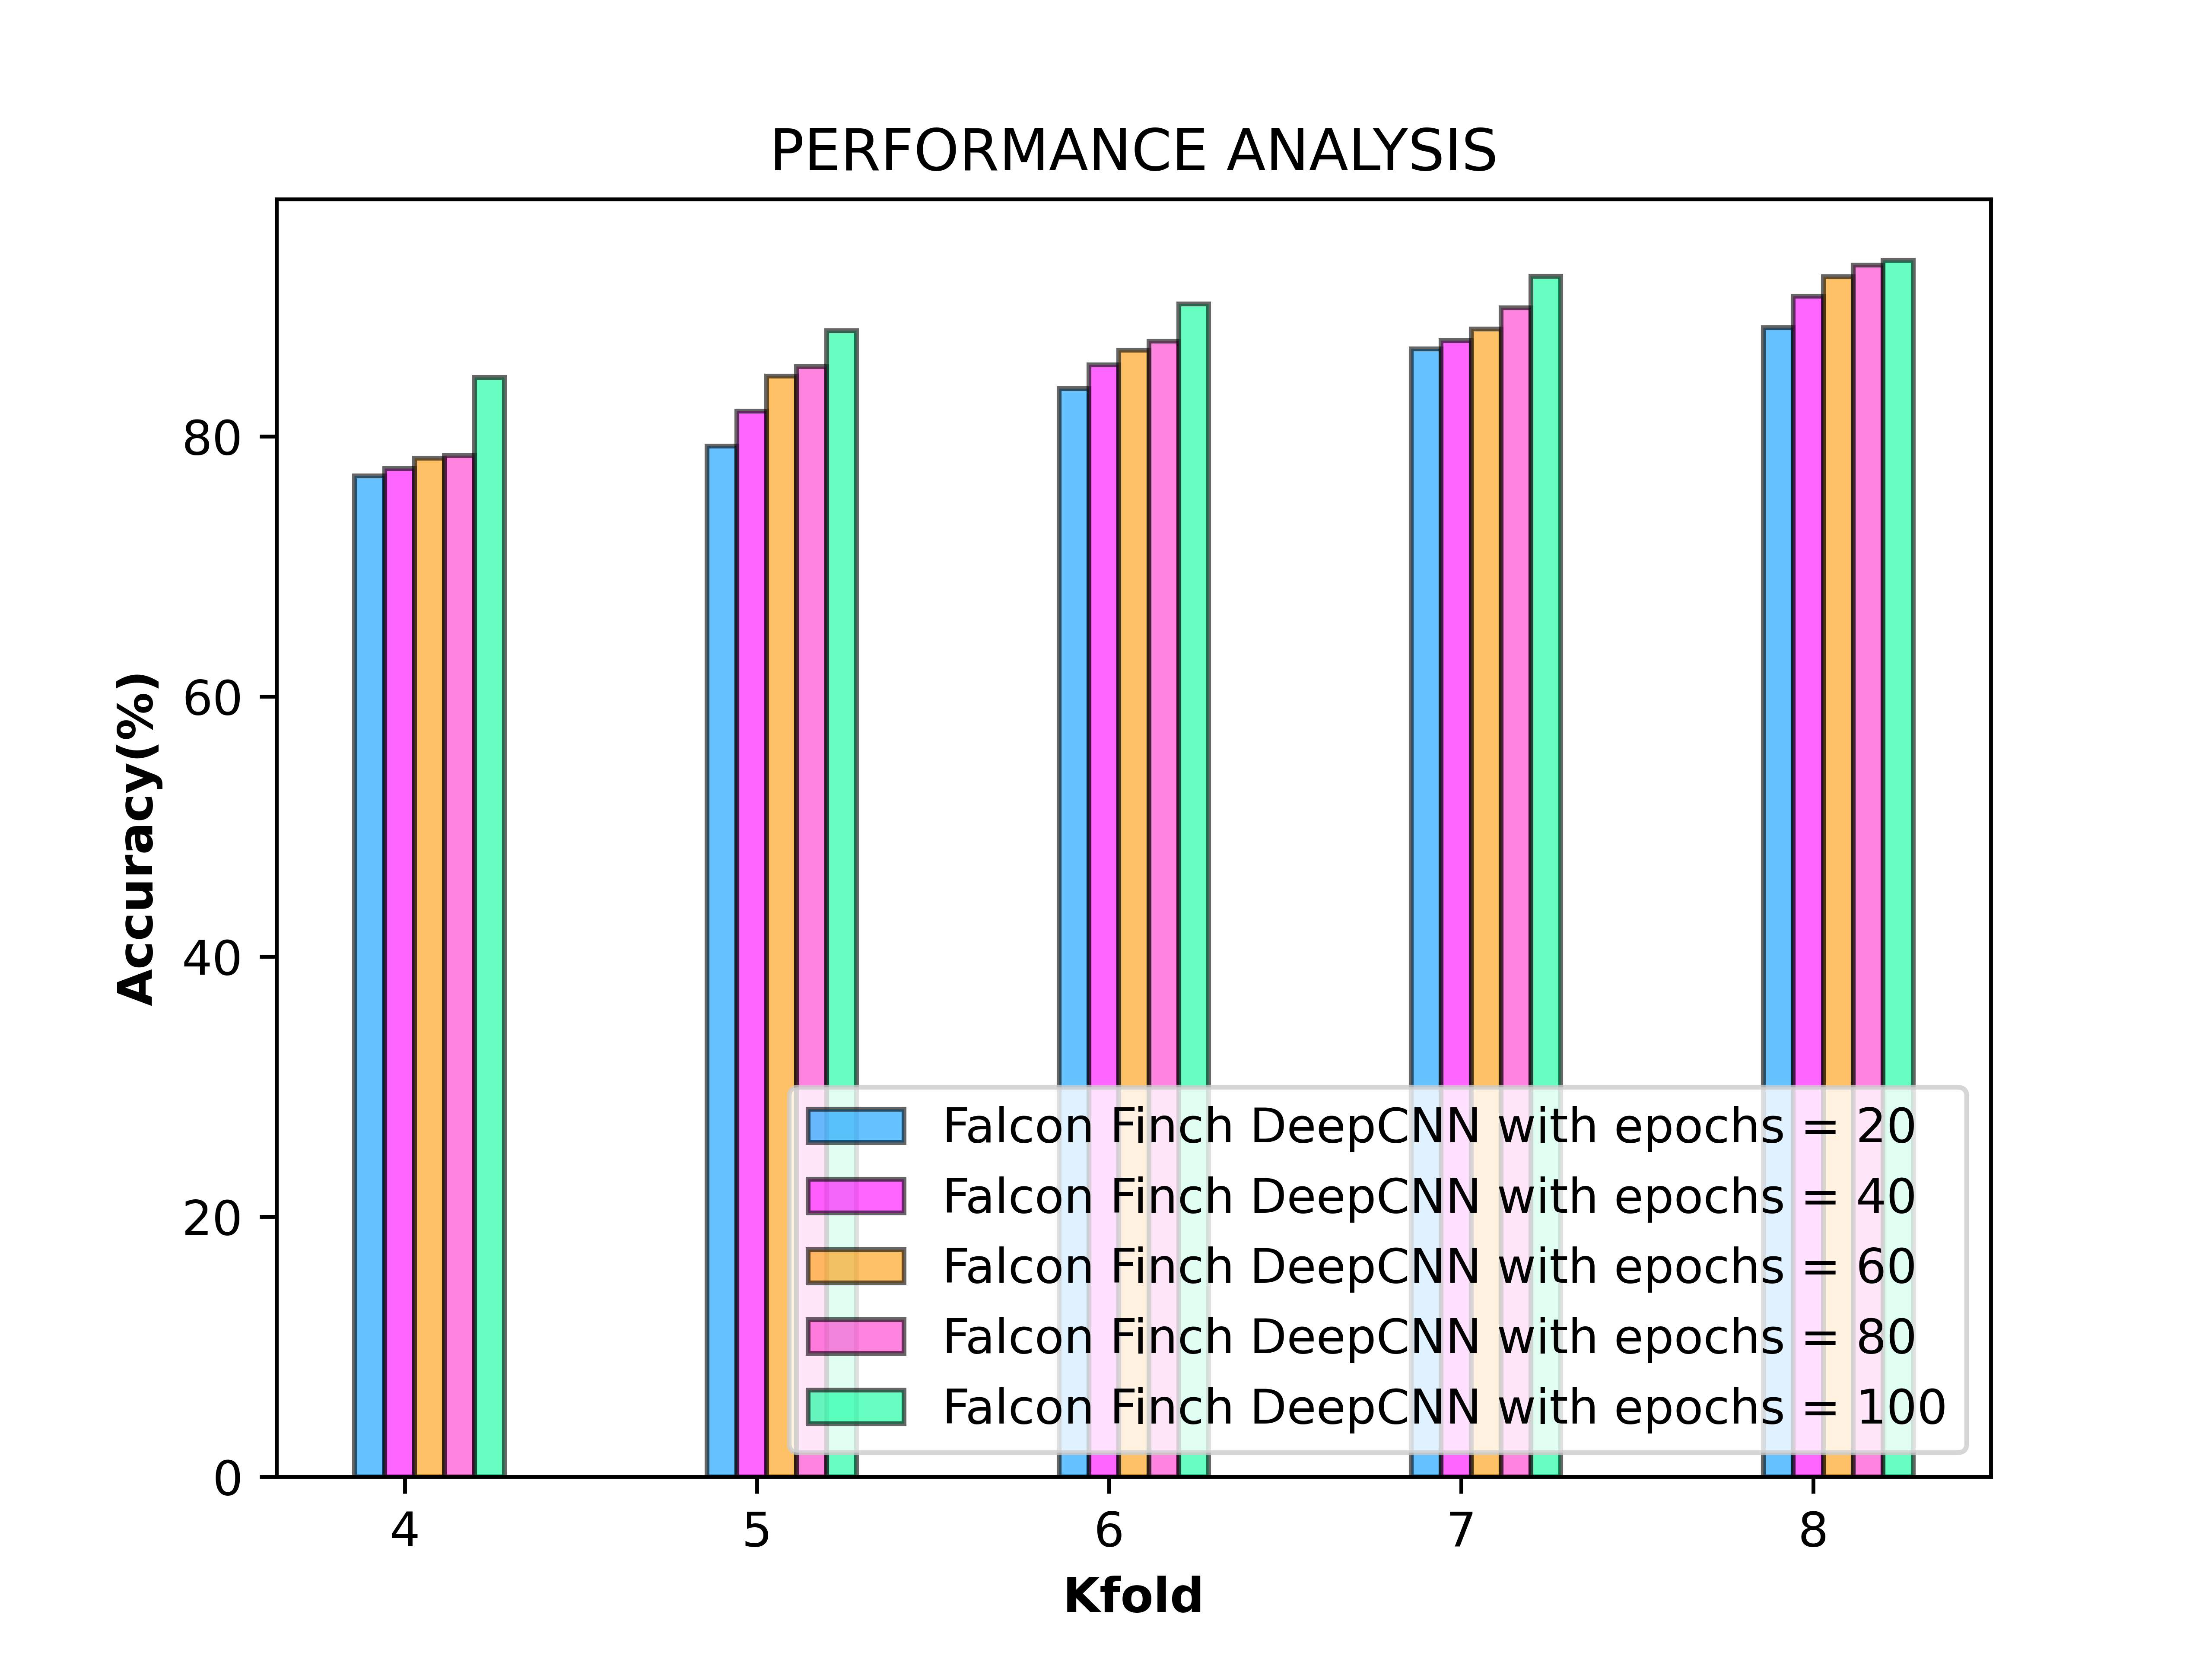 PERFORMANCE ANALYSIS
Accuracy(%)
80
60
40
20
0
Falcon Finch DeepCNN with epochs = 20
Falcon Finch DeepCNN with epochs = 40
Falcon Finch DeepCNN with epochs = 60
Falcon Finch DeepCNN with epochs = 80
Falcon Finch DeepCNN with epochs = 100
4 5 6 7 8
Kfold